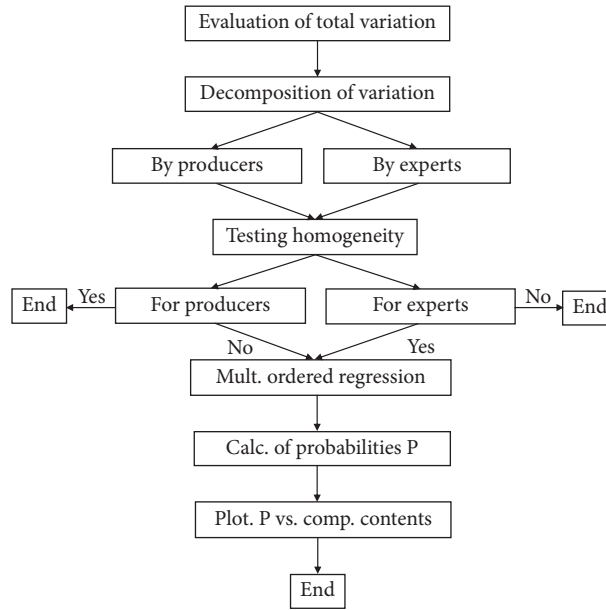 Evaluation of total variation
Decomposition of variation
By producers
By experts
Testing homogeneity
End
Yes
For producers
For experts
No
End
No
Yes
Mult. ordered regression
Calc. of probabilities P
Plot. P vs. comp. contents
End